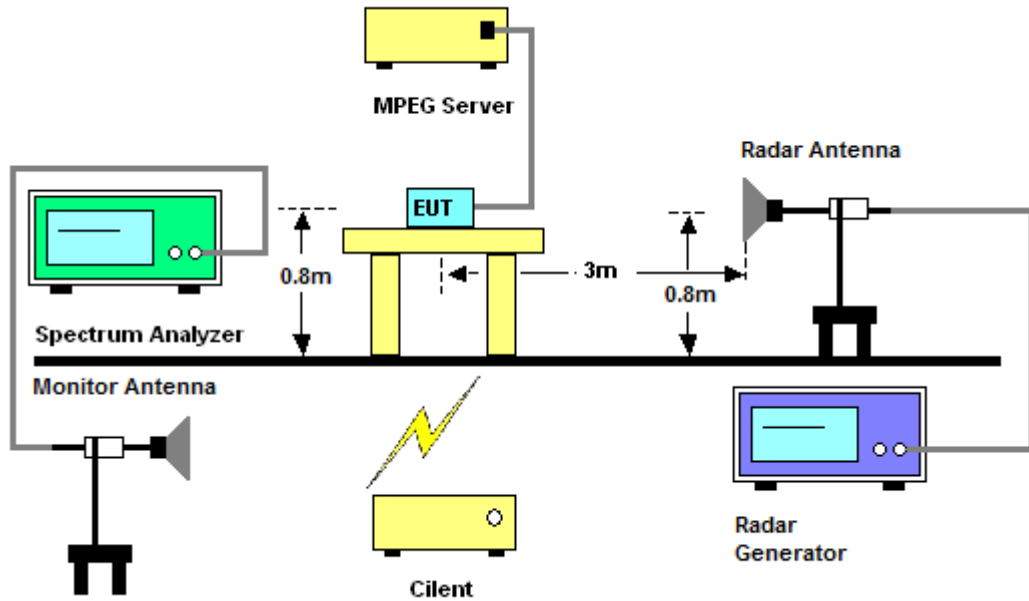 MPEG Server
Radar Antenna
EUT
0.8m
3m
0.8m
Spectrum Analyzer
Monitor Antenna
Radar
Generator
Cilent